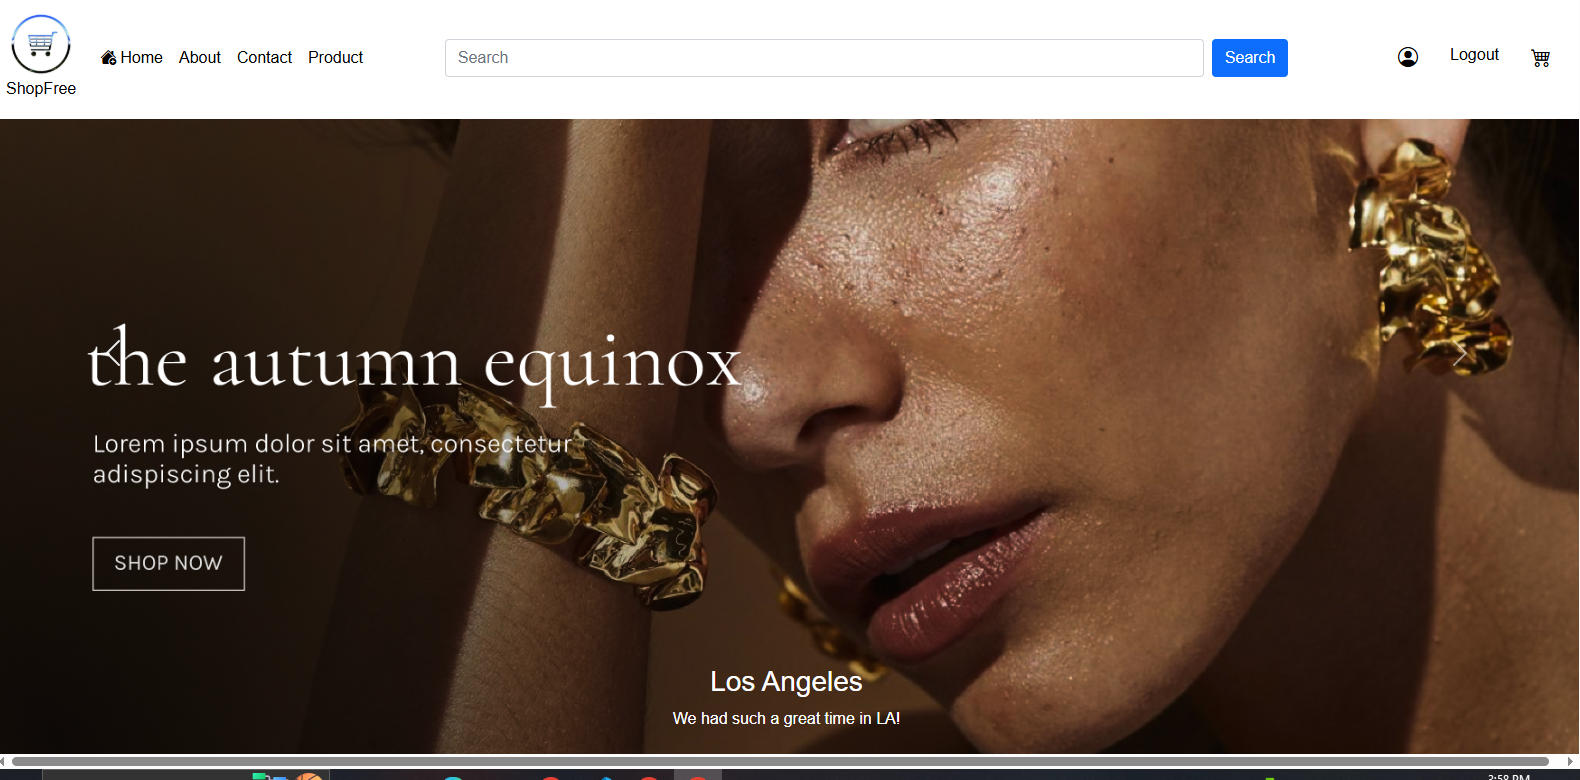 ShopFree
Home About Contact Product
Search
Search
Logout
the autumn equinox
Lorem ipsum dolor sit amet, consectetur
adispiscing elit.
SHOP NOW
Los Angeles
We had such a great time in LA!